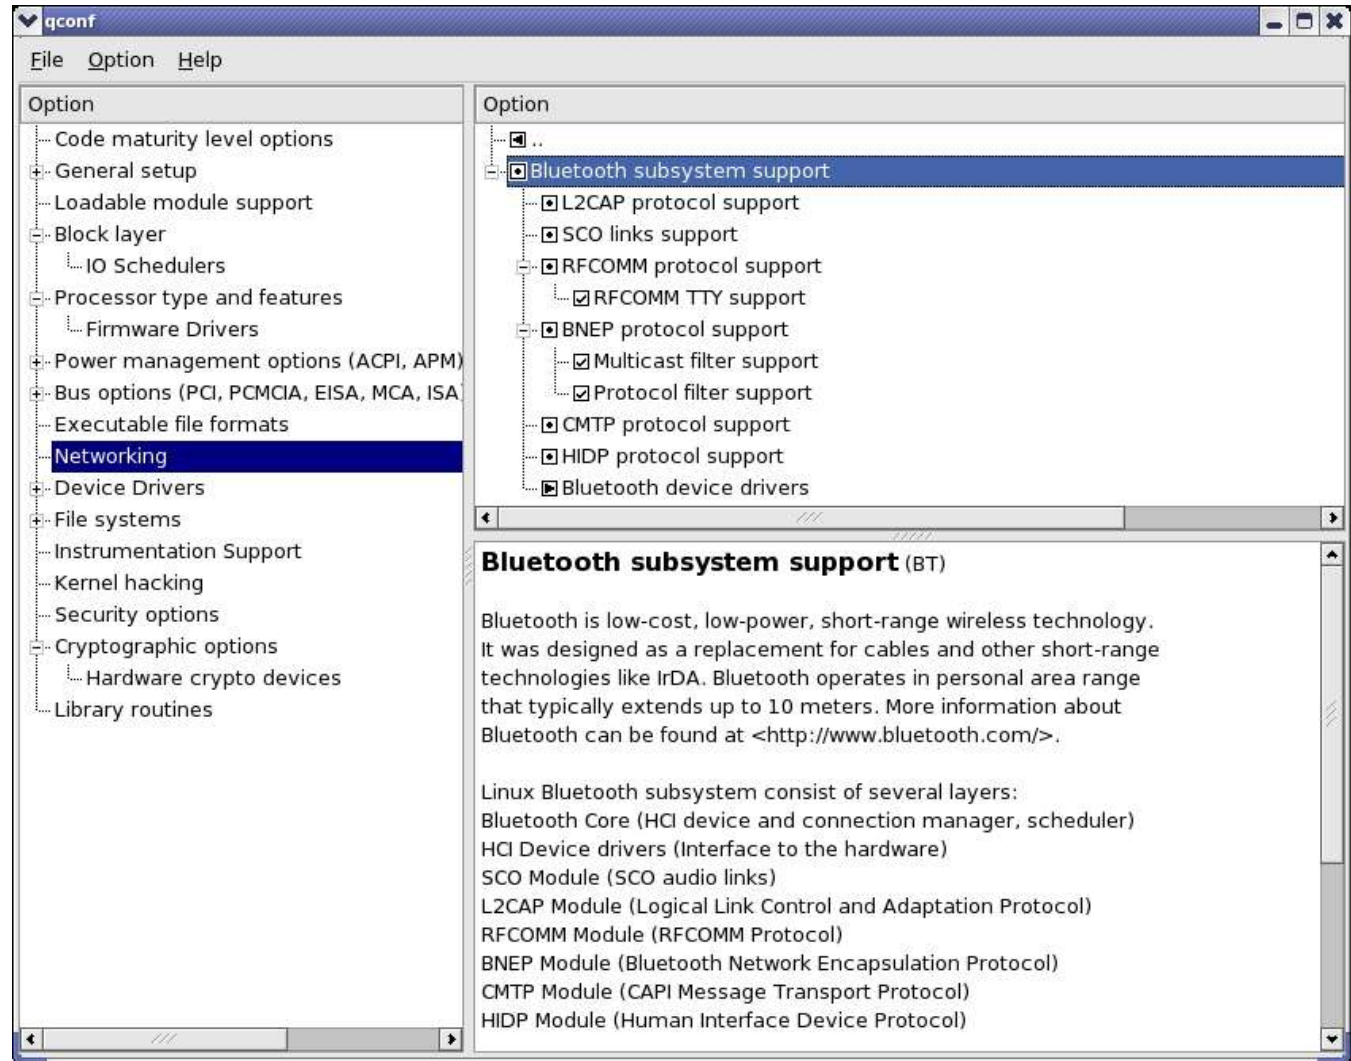 qconf
File Option Help
Option
Code maturity level options
General setup
Loadable module support
Block layer
IO Schedulers
Processor type and features
Firmware Drivers
Power management options (ACPI, APM)
Bus options (PCI, PCMCIA, EISA, MCA, ISA
Executable file formats
Networking
Device Drivers
File systems
Instrumentation Support
Kernel hacking
Security options
Cryptographic options
Hardware crypto devices
Library routines
Option
..
Bluetooth subsystem support
L2CAP protocol support
SCO links support
RFCOMM protocol support
RFCOMM TTY support
BNEP protocol support
Multicast filter support
Protocol filter support
CMTP protocol support
HIDP protocol support
Bluetooth device drivers
Bluetooth subsystem support (BT)
Bluetooth is low-cost, low-power, short-range wireless technology.
It was designed as a replacement for cables and other short-range
technologies like IrDA. Bluetooth operates in personal area range
that typically extends up to 10 meters. More information about
Bluetooth can be found at <http://www.bluetooth.com/>.
Linux Bluetooth subsystem consist of several layers:
Bluetooth Core (HCI device and connection manager, scheduler)
HCI Device drivers (Interface to the hardware)
SCO Module (SCO audio links)
L2CAP Module (Logical Link Control and Adaptation Protocol)
RFCOMM Module (RFCOMM Protocol)
BNEP Module (Bluetooth Network Encapsulation Protocol)
CMTP Module (CAPI Message Transport Protocol)
HIDP Module (Human Interface Device Protocol)